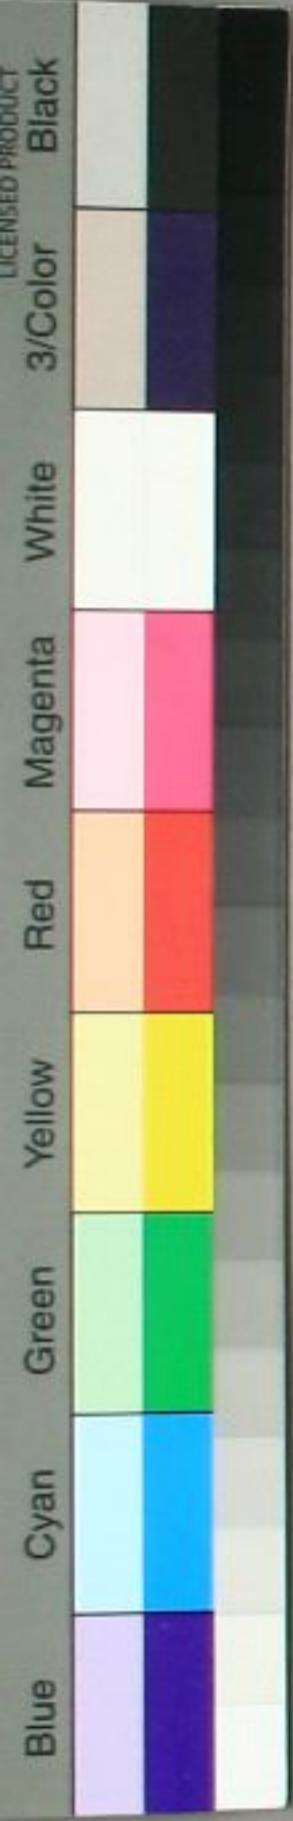 LICENSED PRODUCT
Blue
Cyan
Green
Yellow
Red
Magenta
White
3/Color
Black